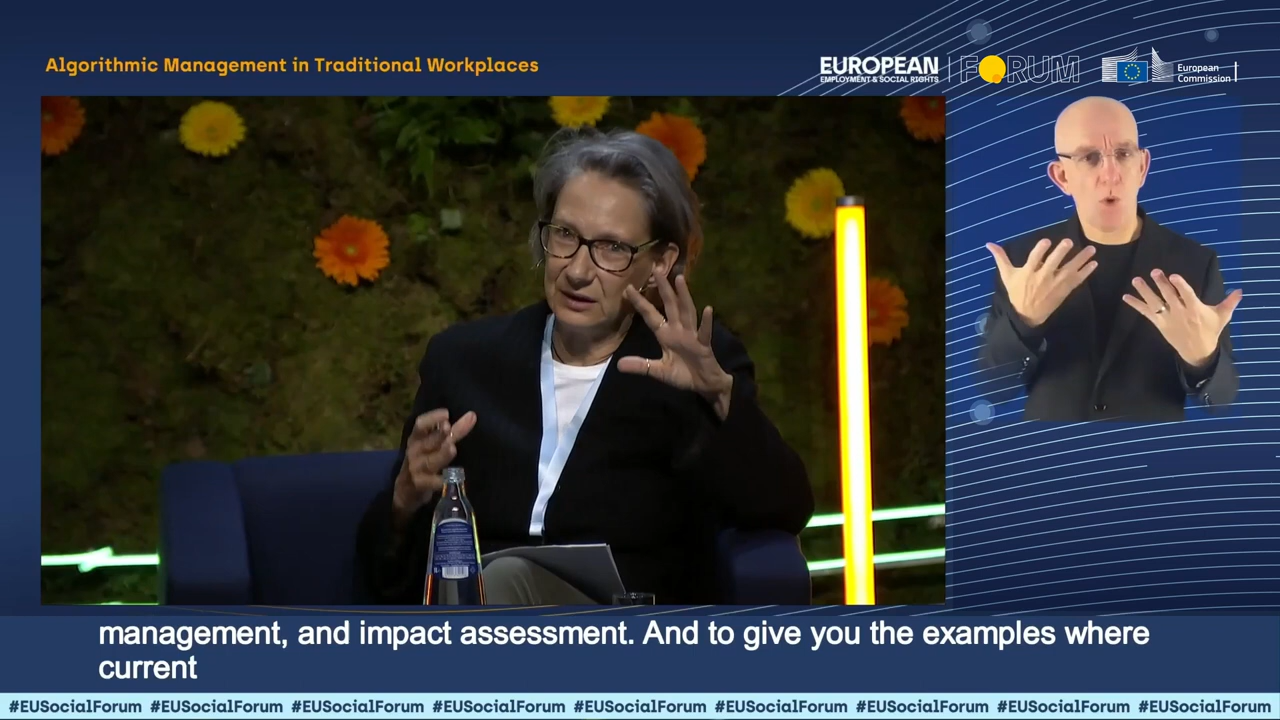 Algorithmic Management in Traditional Workplaces
EUROPEAN
EMPLOYMENT & SOCIAL RIGHTS
FORUM
European
Commission
management, and impact assessment. And to give you the examples where
current
#EUSocialForum #EUSocialForum #EUSocialForum #EUSocialForum #EUSocialForum #EUSocialForum #EUSocialForum #EUSocialForum #EUSocialForum